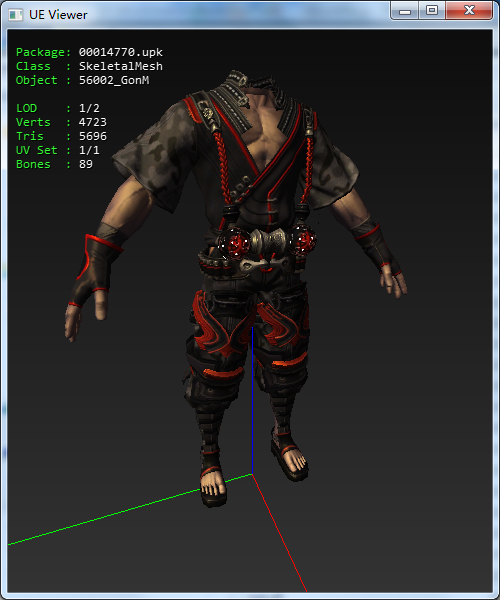 UE Viewer
Package: 00014770.upk
Class  : SkeletalMesh
Object : 56002_GonM
LOD    : 1/2
Verts  : 4723
Tris   : 5696
UV Set : 1/1
Bones  : 89